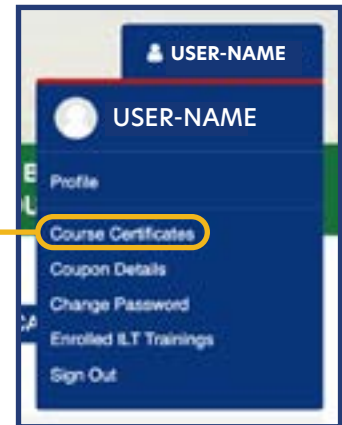 USER-NAME
USER-NAME
Profile
Course Certificates
Coupon Details
Change Password
Enrolled ILT Trainings
Sign Out